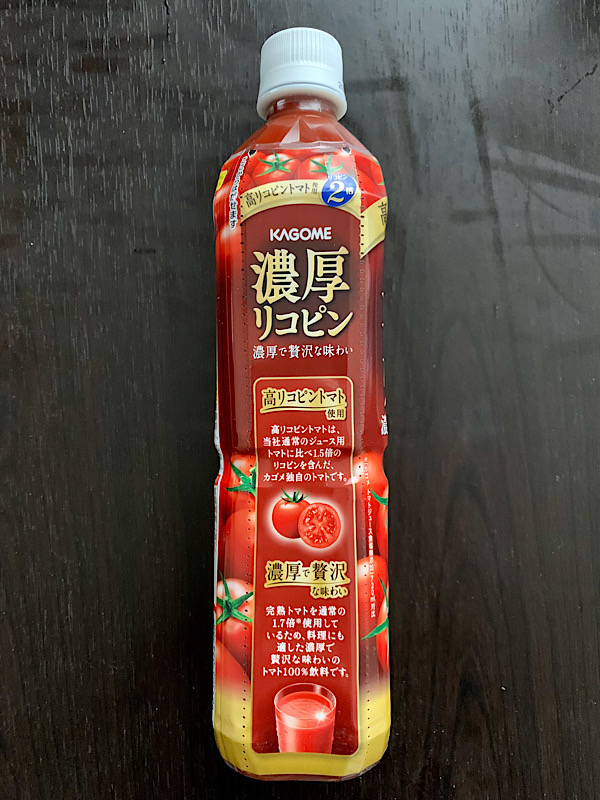 高リコピントマト使用
リコピン
2倍
KAGOME
濃厚
リコピン
濃厚で贅沢な味わい
高リコピントマト
使用
高リコピントマトは、
当社通常のジュース用
トマトに比べ1.5倍の
リコピンを含んだ、
カゴメ独自のトマトです。
濃厚で贅沢
な味わい
完熟トマトを通常の
1.7倍※使用して
いるため、料理にも
適した濃厚で
贅沢な味わいの
トマト100%飲料です。
高
濃